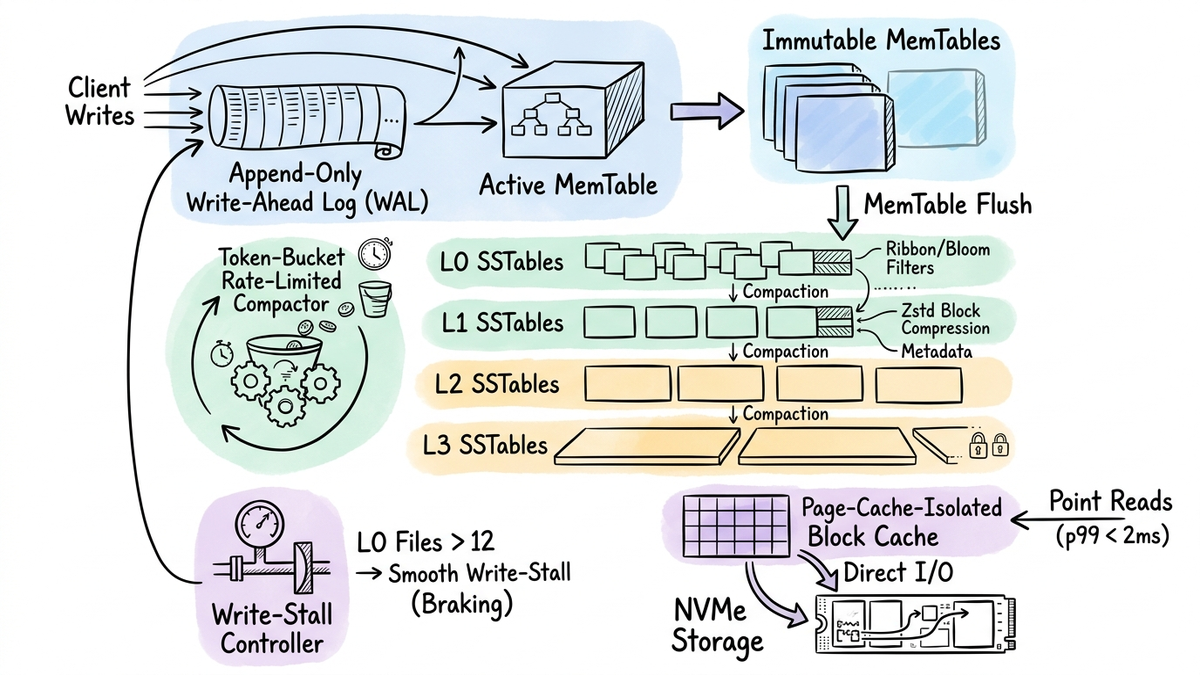 Client
Writes
Append-Only
Write-Ahead Log (WAL)
Active MemTable
Immutable MemTables
MemTable Flush
Token-Bucket
Rate-Limited
Compactor
L0 SSTables
Ribbon/Bloom
Filters
Compaction
L1 SSTables
Zstd Block
Compression
Metadata
Compaction
L2 SSTables
Compaction
L3 SSTables
Write-Stall
Controller
L0 Files > 12
→ Smooth Write-Stall
(Braking)
Page-Cache-Isolated
Block Cache
Point Reads
(p99 < 2ms)
Direct I/O
NVMe
Storage